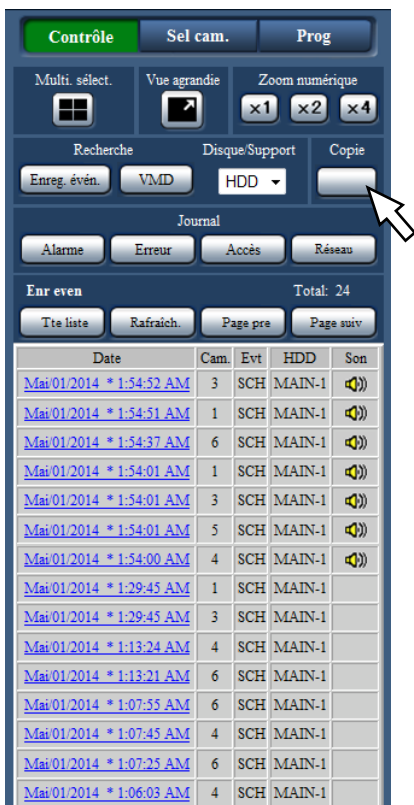 Contrôle Sel cam. Prog
Multi. sélect. Vue agrandie Zoom numérique
x1 x2 x4
Recherche Disque/Support Copie
Enreg. évén. VMD HDD
Journal
Alarme Erreur Accès Réseau
Enr even Total: 24
Tte liste Rafraîch. Page pre Page suiv
Date Cam. Evt HDD Son
Mai/01/2014 * 1:54:52 AM 3 SCH MAIN-1
Mai/01/2014 * 1:54:51 AM 1 SCH MAIN-1
Mai/01/2014 * 1:54:37 AM 6 SCH MAIN-1
Mai/01/2014 * 1:54:01 AM 1 SCH MAIN-1
Mai/01/2014 * 1:54:01 AM 3 SCH MAIN-1
Mai/01/2014 * 1:54:01 AM 5 SCH MAIN-1
Mai/01/2014 * 1:54:00 AM 4 SCH MAIN-1
Mai/01/2014 * 1:29:45 AM 1 SCH MAIN-1
Mai/01/2014 * 1:29:45 AM 3 SCH MAIN-1
Mai/01/2014 * 1:13:24 AM 4 SCH MAIN-1
Mai/01/2014 * 1:13:21 AM 6 SCH MAIN-1
Mai/01/2014 * 1:07:55 AM 6 SCH MAIN-1
Mai/01/2014 * 1:07:45 AM 4 SCH MAIN-1
Mai/01/2014 * 1:07:25 AM 6 SCH MAIN-1
Mai/01/2014 * 1:06:03 AM 4 SCH MAIN-1